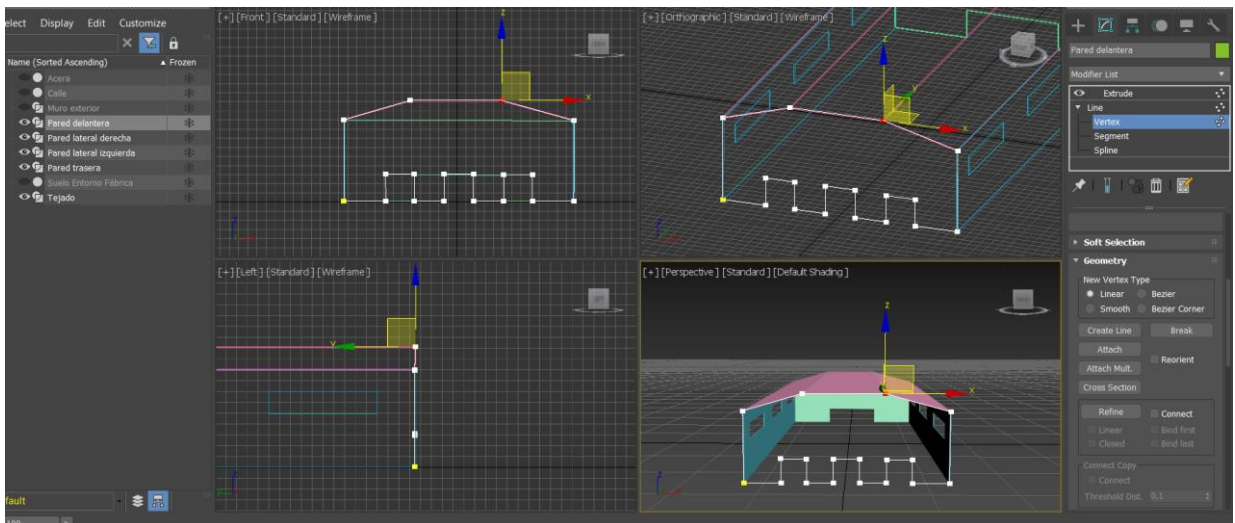 elect Display Edit Customize
Name (Sorted Ascending) ▲ Frozen
Acera
Calle
Muro exterior
Pared delantera
Pared lateral derecha
Pared lateral izquierda
Pared trasera
Suelo Entorno Fábrica
Tejado
fault
[+] [Front] [Standard] [Wireframe]
z
x
[+] [Orthographic] [Standard] [Wireframe]
z
y
x
[+] [Left] [Standard] [Wireframe]
y
[+] [Perspective] [Standard] [Default Shading]
z
x
Pared delantera
Modifier List
Extrude
Line
Vertex
Segment
Spline
Soft Selection
Geometry
New Vertex Type
Linear Bezier
Smooth Bezier Corner
Create Line Break
Attach
Reorient
Attach Mult.
Cross Section
Refine Connect
Linear Bind first
Closed Bind last
Connect Copy
Connect
Threshold Dist. 0,1